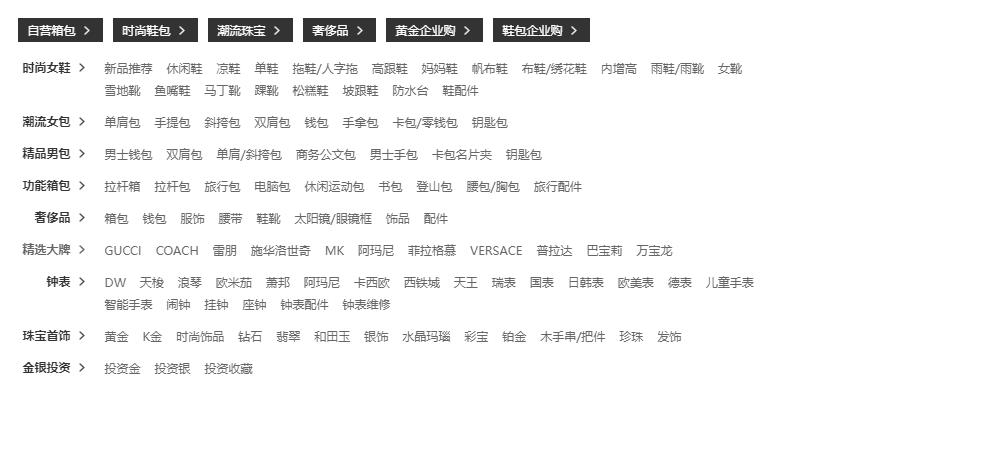 自营箱包 > 时尚鞋包 > 潮流珠宝 > 奢侈品 > 黄金企业购 > 鞋包企业购 >
时尚女鞋 > 新品推荐 休闲鞋 凉鞋 单鞋 拖鞋/人字拖 高跟鞋 妈妈鞋 帆布鞋 布鞋/绣花鞋 内增高 雨鞋/雨靴 女靴
雪地靴 鱼嘴鞋 马丁靴 踝靴 松糕鞋 坡跟鞋 防水台 鞋配件
潮流女包 > 单肩包 手提包 斜挎包 双肩包 钱包 手拿包 卡包/零钱包 钥匙包
精品男包 > 男士钱包 双肩包 单肩/斜挎包 商务公文包 男士手包 卡包名片夹 钥匙包
功能箱包 > 拉杆箱 拉杆包 旅行包 电脑包 休闲运动包 书包 登山包 腰包/胸包 旅行配件
奢侈品 > 箱包 钱包 服饰 腰带 鞋靴 太阳镜/眼镜框 饰品 配件
精选大牌 > GUCCI COACH 雷朋 施华洛世奇 MK 阿玛尼 菲拉格慕 VERSACE 普拉达 巴宝莉 万宝龙
钟表 > DW 天梭 浪琴 欧米茄 萧邦 阿玛尼 卡西欧 西铁城 天王 瑞表 国表 日韩表 欧美表 德表 儿童手表
智能手表 闹钟 挂钟 座钟 钟表配件 钟表维修
珠宝首饰 > 黄金 K金 时尚饰品 钻石 翡翠 和田玉 银饰 水晶玛瑙 彩宝 铂金 木手串/把件 珍珠 发饰
金银投资 > 投资金 投资银 投资收藏